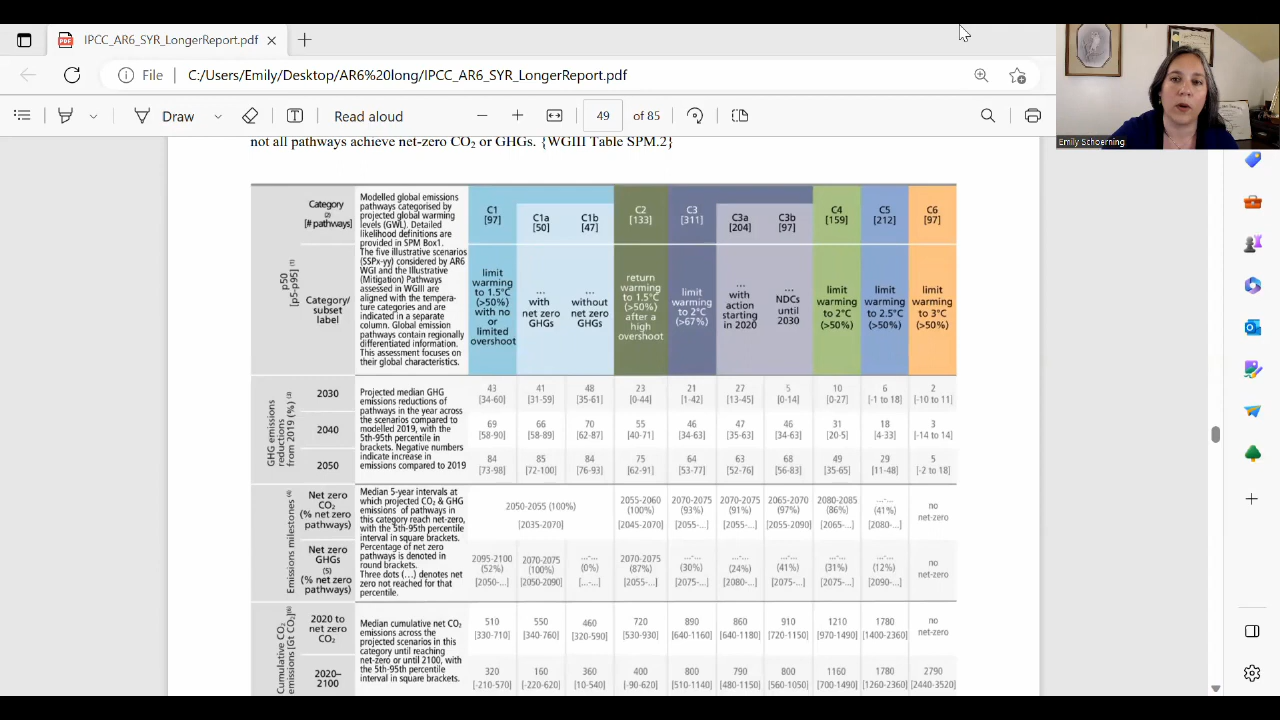 IPCC_AR6_SYR_LongerReport.pdf
File
C:/Users/Emily/Desktop/AR6%20long/IPCC_AR6_SYR_LongerReport.pdf
Draw
Read aloud
49
of 85
Emily Schoerning
not all pathways achieve net-zero CO₂ or GHGs. {WGIII Table SPM.2}
p50
[p5-p95] (1)
Category
(2)
[# pathways]
Category/
subset
label
Modelled global emissions
pathways categorised by
projected global warming
levels (GWL). Detailed
likelihood definitions are
provided in SPM Box1.
The five illustrative scenarios
(SSPx-yy) considered by AR6
WGI and the Illustrative
(Mitigation) Pathways
assessed in WGIII are
aligned with the tempera-
ture categories and are
indicated in a separate
column. Global emission
pathways contain regionally
differentiated information.
This assessment focuses on
their global characteristics.
C1
[97]
limit
warming
to 1.5°C
(>50%)
with no
or
limited
overshoot
C1a
[50]
...
with
net zero
GHGs
C1b
[47]
...
without
net zero
GHGs
C2
[133]
return
warming
to 1.5°C
(>50%)
after a
high
overshoot
C3
[311]
limit
warming
to 2°C
(>67%)
C3a
[204]
...
with
action
starting
in 2020
C3b
[97]
...
NDCs
until
2030
C4
[159]
limit
warming
to 2°C
(>50%)
C5
[212]
limit
warming
to 2.5°C
(>50%)
C6
[97]
limit
warming
to 3°C
(>50%)
GHG emissions
reductions
from 2019 (%) (3)
Projected median GHG
emissions reductions of
pathways in the year across
the scenarios compared to
modelled 2019, with the
5th-95th percentile in
brackets. Negative numbers
indicate increase in
emissions compared to 2019
2030
43 41 48 23 21 27 5 10 6 2
[34-60] [31-59] [35-61] [0-44] [1-42] [13-45] [0-14] [0-27] [-1 to 18] [-10 to 11]
2040
69 66 70 55 46 47 46 31 18 3
[58-90] [58-89] [62-87] [40-71] [34-63] [35-63] [34-63] [20-5] [4-33] [-14 to 14]
2050
84 85 84 75 64 63 68 49 29 5
[73-98] [72-100] [76-93] [62-91] [53-77] [52-76] [56-83] [35-65] [11-48] [-2 to 18]
Emissions milestones (4)
Net zero
CO₂
(% net zero
pathways)
Net zero
GHGs
(5)
(% net zero
pathways)
Median 5-year intervals at
which projected CO₂ & GHG
emissions of pathways in
this category reach net-zero,
with the 5th-95th percentile
interval in square brackets.
Percentage of net zero
pathways is denoted in
round brackets.
Three dots (…) denotes net
zero not reached for that
percentile.
2050-2055 (100%)
[2035-2070]
2055-2060 2070-2075 2070-2075 2065-2070 2080-2085 ...-... no
(100%) (93%) (91%) (97%) (86%) (41%) net-zero
[2045-2070] [2055-...] [2055-...] [2055-2090] [2065-...] [2080-...]
2095-2100 2070-2075 ...-... 2070-2075 ...-... ...-... ...-... ...-... ...-... no
(52%) (100%) (0%) (87%) (30%) (24%) (41%) (31%) (12%) net-zero
[2050-...] [2050-2090] [...-...] [2055-...] [2075-...] [2080-...] [2075-...] [2075-...] [2090-...]
Cumulative CO₂
emissions [Gt CO₂] (6)
2020 to
net zero
CO₂
2020–
2100
Median cumulative net CO₂
emissions across the
projected scenarios in this
category until reaching
net-zero or until 2100, with
the 5th-95th percentile
interval in square brackets.
510 550 460 720 890 860 910 1210 1780 no
[330-710] [340-760] [320-590] [530-930] [640-1160] [640-1180] [720-1150] [970-1490] [1400-2360] net-zero
320 160 360 400 800 790 800 1160 1780 2790
[-210-570] [-220-620] [10-540] [-90-620] [510-1140] [480-1150] [560-1050] [700-1490] [1260-2360] [2440-3520]